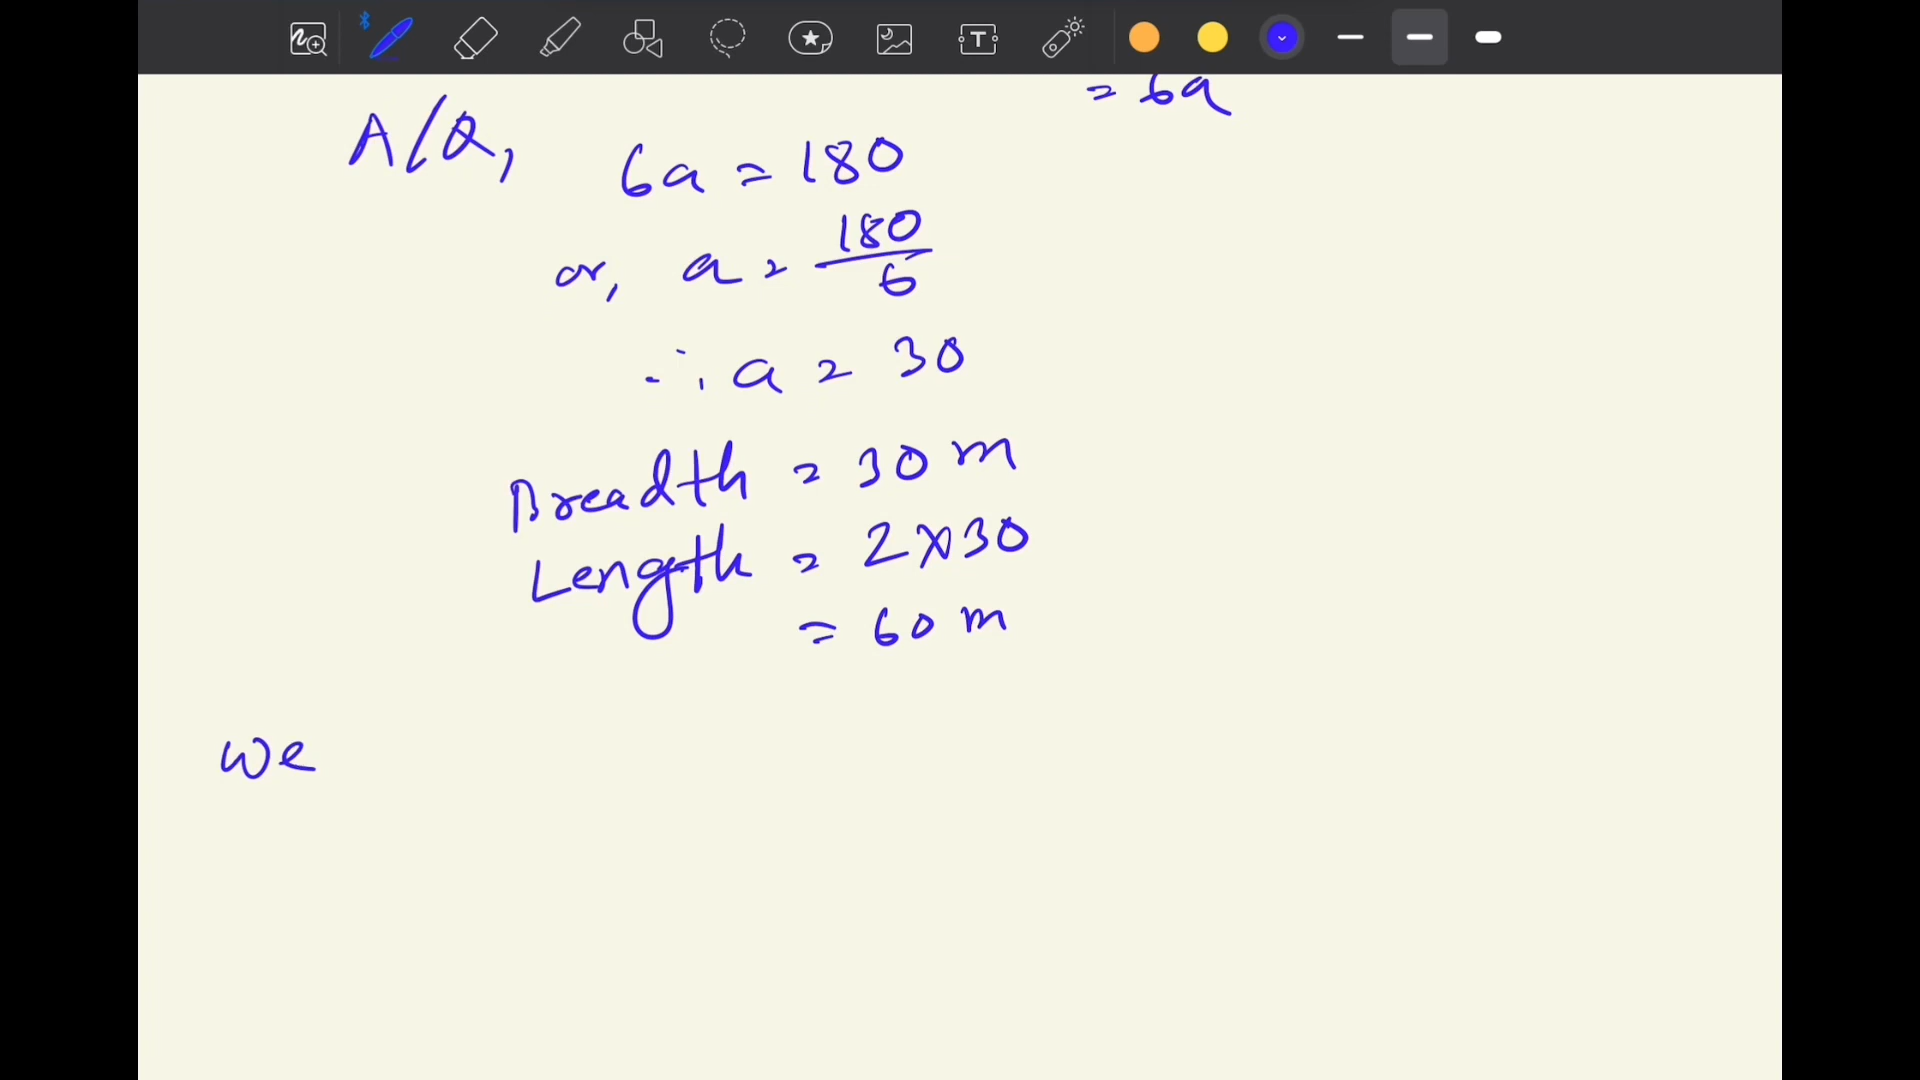 = 6a
A/Q, 6a = 180
or, a = 180/6
∴ a = 30
Breadth = 30 m
Length = 2×30
= 60 m
we